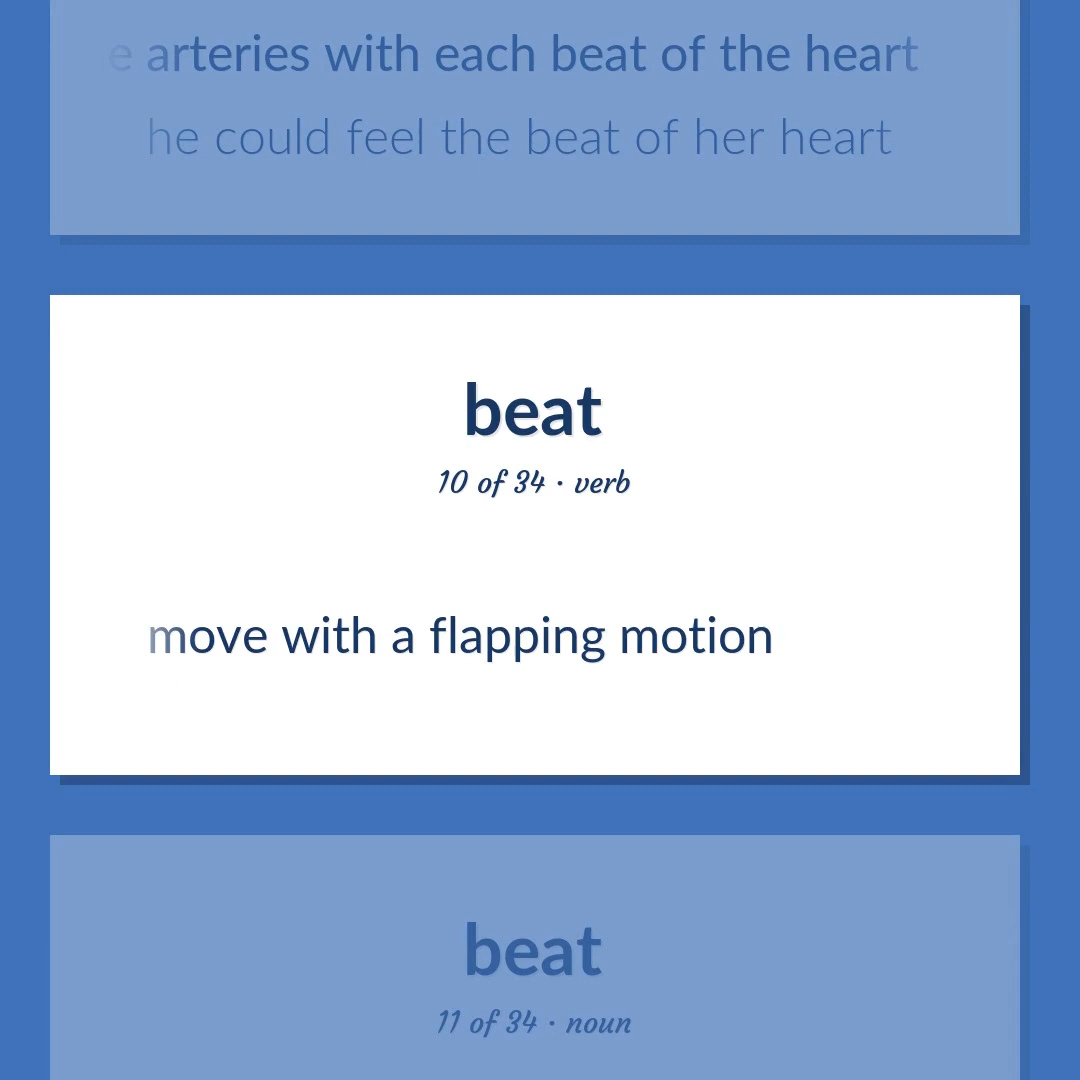 e arteries with each beat of the heart
he could feel the beat of her heart
beat
10 of 34 · verb
move with a flapping motion
beat
11 of 34 · noun